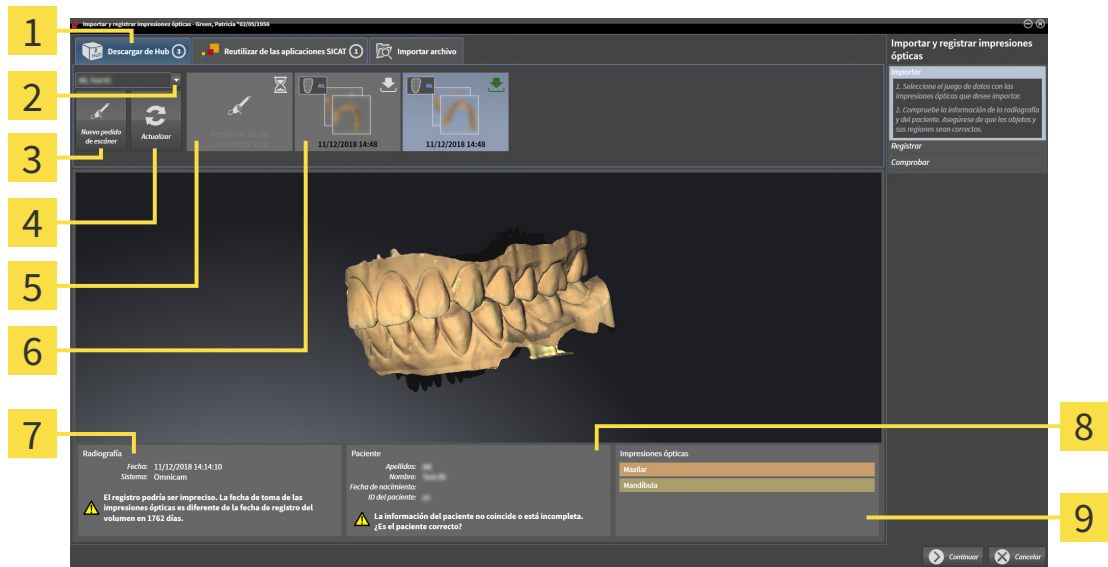 1
2
3
4
5
6
7
8
9
Importar y registrar impresiones ópticas - Green, Patricia *02/05/1956
Hub
Descargar de Hub 3
Reutilizar de las aplicaciones SICAT 1
Importar archivo
Nuevo pedido
de escáner
Actualizar
Pendiente desde
46
11/12/2018 14:48
46
11/12/2018 14:48
Importar y registrar impresiones
ópticas
Importar
1. Seleccione el juego de datos con las
impresiones ópticas que desee importar.
2. Compruebe la información de la radiografía
y del paciente. Asegúrese de que los objetos y
sus regiones sean correctos.
Registrar
Comprobar
Radiografía
Fecha: 11/12/2018 14:14:10
Sistema: Omnicam
El registro podría ser impreciso. La fecha de toma de las
impresiones ópticas es diferente de la fecha de registro del
volumen en 1762 días.
Paciente
Apellidos:
Nombre:
Fecha de nacimiento:
ID del paciente:
La información del paciente no coincide o está incompleta.
¿Es el paciente correcto?
Impresiones ópticas
Maxilar
Mandíbula
Continuar
Cancelar